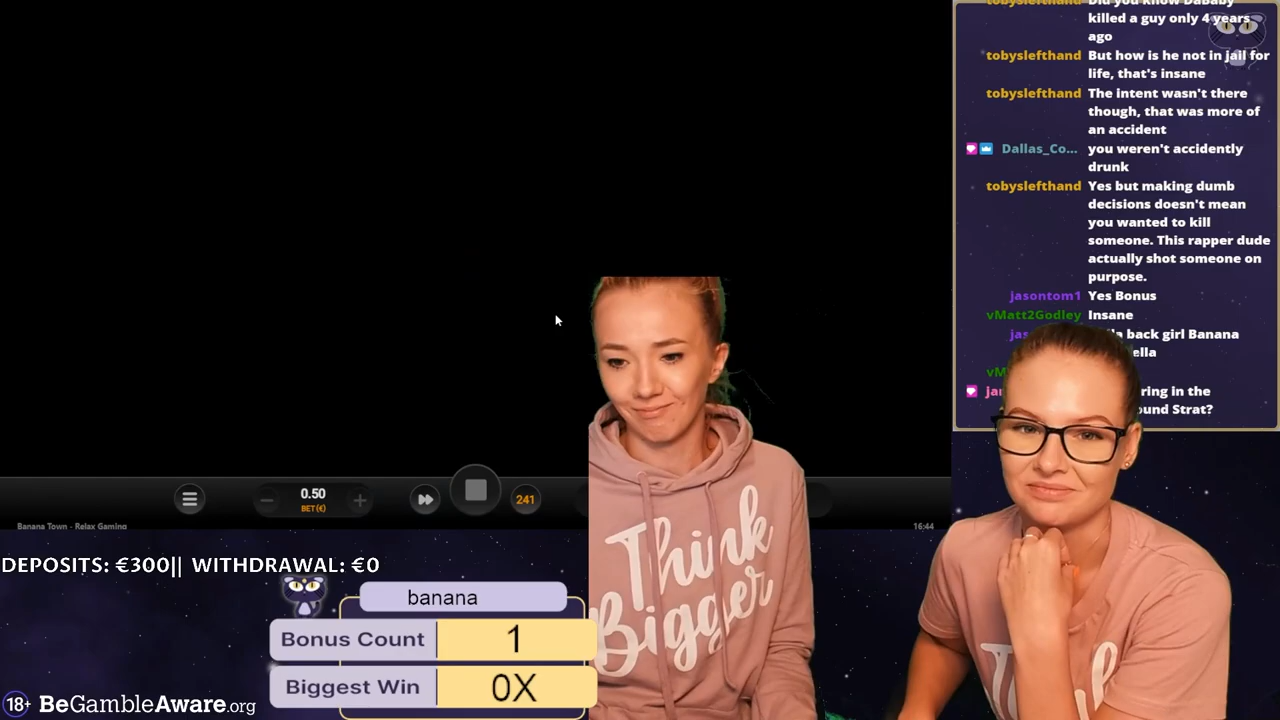 tobyslefthand Did you know DaBaby
killed a guy only 4 years
ago
tobyslefthand But how is he not in jail for
life, that's insane
tobyslefthand The intent wasn't there
though, that was more of
an accident
Dallas_Co... you weren't accidently
drunk
tobyslefthand Yes but making dumb
decisions doesn't mean
you wanted to kill
someone. This rapper dude
actually shot someone on
purpose.
jasontom1 Yes Bonus
vMatt2Godley Insane
back girl Banana
ring in the
Strat?
0.50
BET(€)
241
Banana Town - Relax Gaming
16:44
DEPOSITS: €300|| WITHDRAWAL: €0
banana
Bonus Count 1
Biggest Win 0X
18+ BeGambleAware.org
Think
Bigger